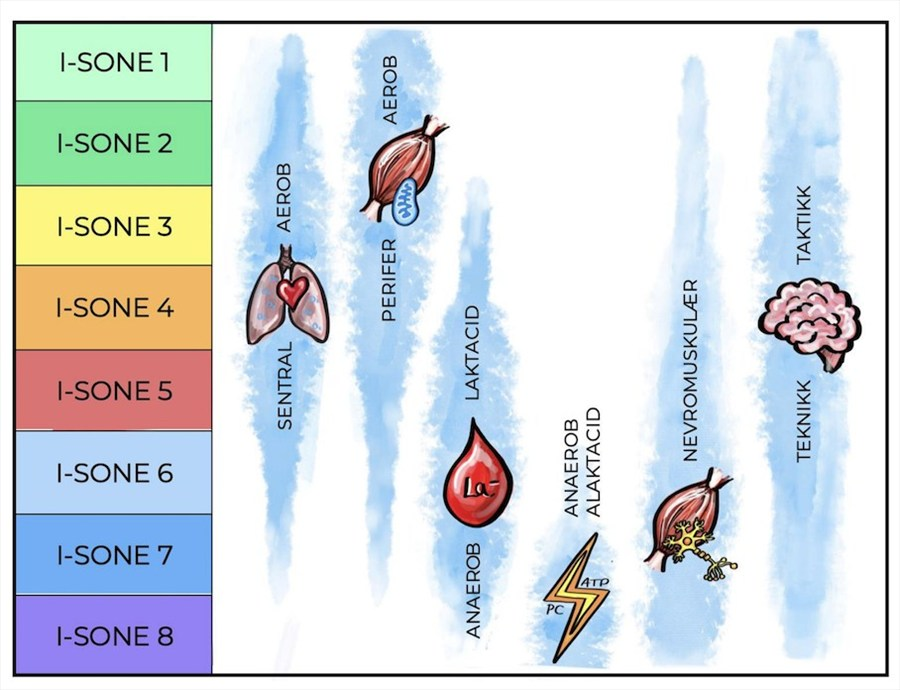 I-SONE 1
I-SONE 2
I-SONE 3
I-SONE 4
I-SONE 5
I-SONE 6
I-SONE 7
I-SONE 8
SENTRAL AEROB
PERIFER AEROB
ANAEROB LAKTACID
La-
ANAEROB
ALAKTACID
PC ATP
NEVROMUSKULÆR
TEKNIKK TAKTIKK